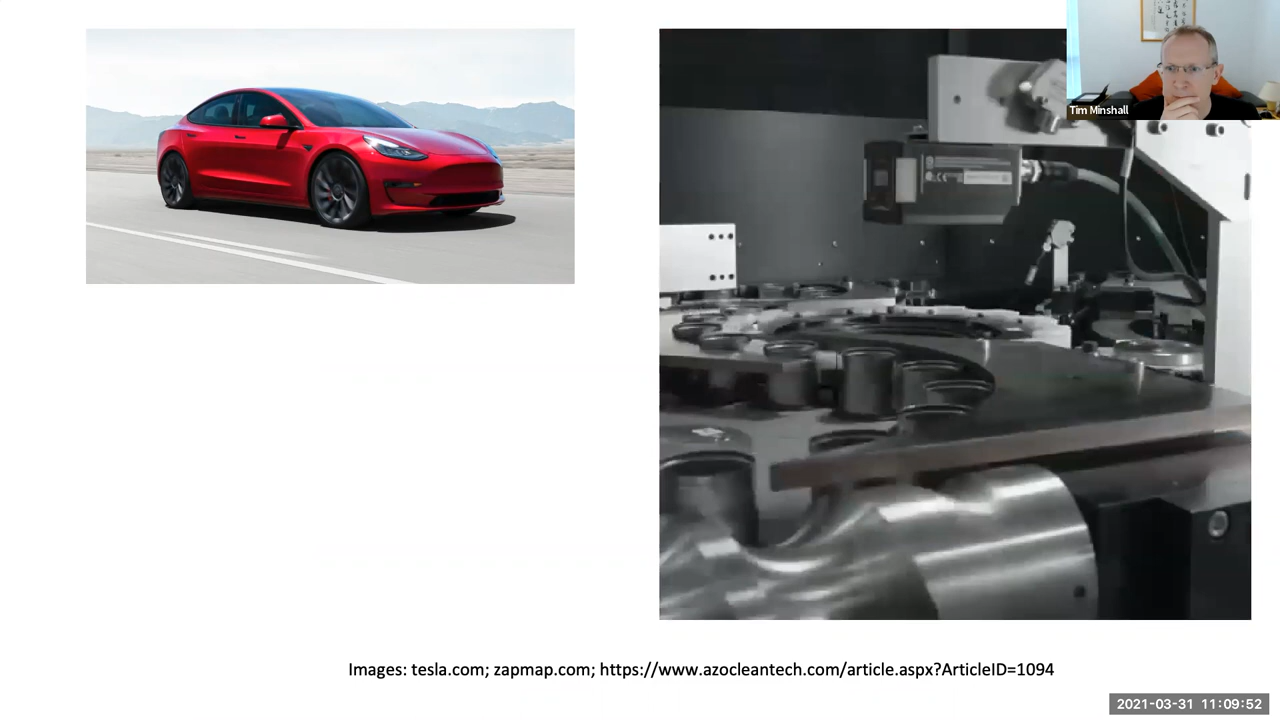 Tim Minshall
Images: tesla.com; zapmap.com; https://www.azocleantech.com/article.aspx?ArticleID=1094
2021-03-31 11:09:52